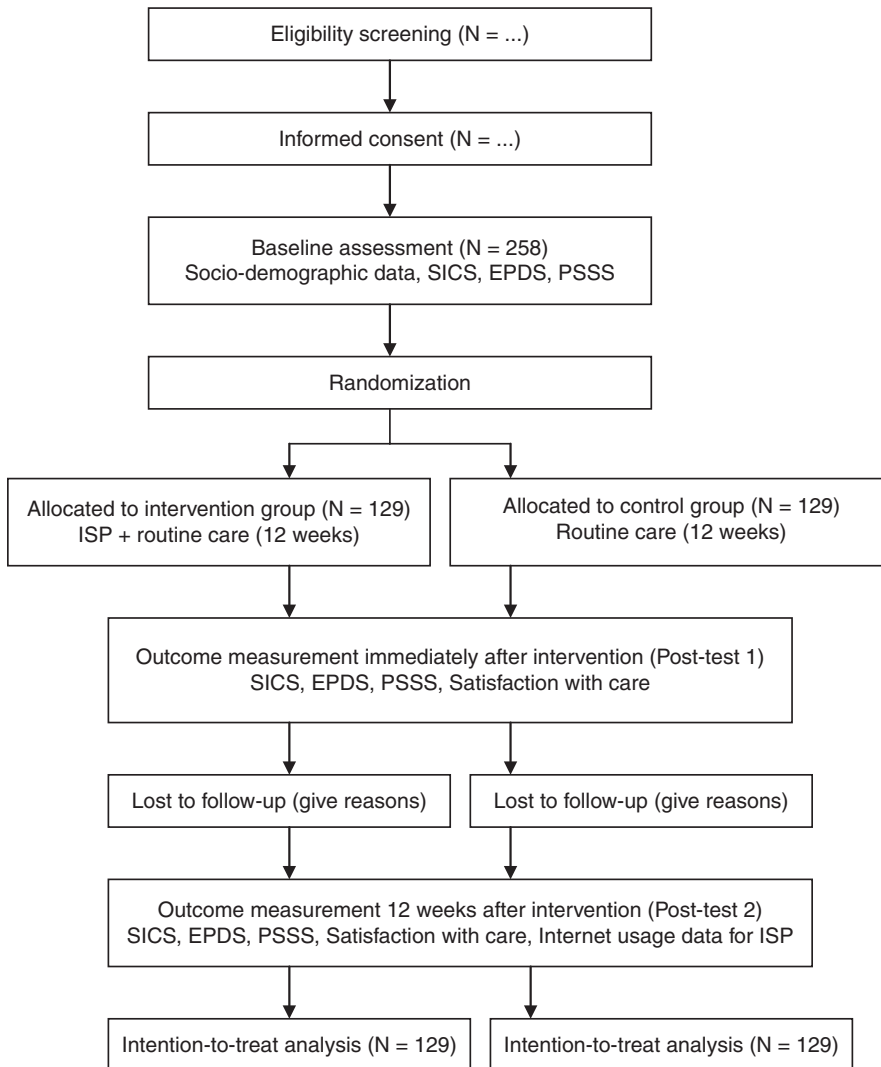 Eligibility screening (N = ...)
Informed consent (N = ...)
Baseline assessment (N = 258)
Socio-demographic data, SICS, EPDS, PSSS
Randomization
Allocated to intervention group (N = 129)
ISP + routine care (12 weeks)
Allocated to control group (N = 129)
Routine care (12 weeks)
Outcome measurement immediately after intervention (Post-test 1)
SICS, EPDS, PSSS, Satisfaction with care
Lost to follow-up (give reasons)
Lost to follow-up (give reasons)
Outcome measurement 12 weeks after intervention (Post-test 2)
SICS, EPDS, PSSS, Satisfaction with care, Internet usage data for ISP
Intention-to-treat analysis (N = 129)
Intention-to-treat analysis (N = 129)